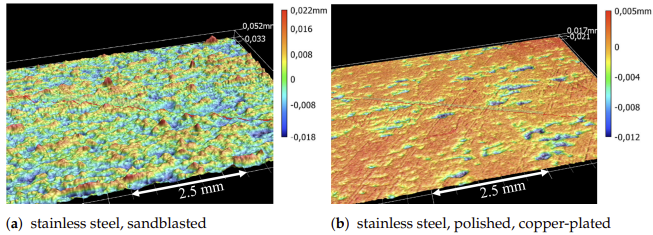 0,052mm
-0,033
0,022mm
0,016
0,008
0
-0,008
-0,018
2.5 mm
(a) stainless steel, sandblasted
0,017mm
-0,021
0,005mm
0
-0,004
-0,008
-0,012
2.5 mm
(b) stainless steel, polished, copper-plated